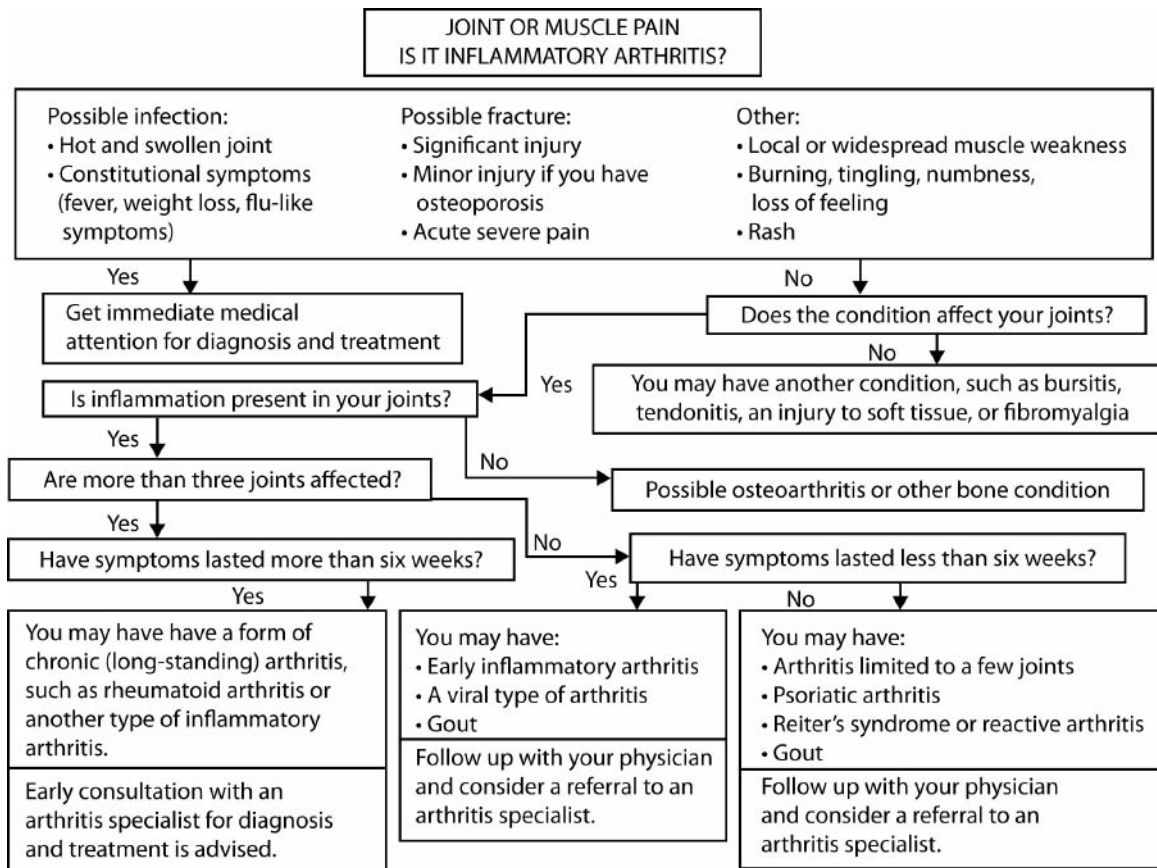 JOINT OR MUSCLE PAIN
IS IT INFLAMMATORY ARTHRITIS?
Possible infection:
• Hot and swollen joint
• Constitutional symptoms
(fever, weight loss, flu-like
symptoms)
Possible fracture:
• Significant injury
• Minor injury if you have
osteoporosis
• Acute severe pain
Other:
• Local or widespread muscle weakness
• Burning, tingling, numbness,
loss of feeling
• Rash
Yes
No
Get immediate medical
attention for diagnosis and treatment
Does the condition affect your joints?
No
Yes
You may have another condition, such as bursitis,
tendonitis, an injury to soft tissue, or fibromyalgia
Is inflammation present in your joints?
Yes
No
Are more than three joints affected?
Possible osteoarthritis or other bone condition
Yes
No
Have symptoms lasted more than six weeks?
Have symptoms lasted less than six weeks?
Yes
Yes
No
You may have have a form of
chronic (long-standing) arthritis,
such as rheumatoid arthritis or
another type of inflammatory
arthritis.
Early consultation with an
arthritis specialist for diagnosis
and treatment is advised.
You may have:
• Early inflammatory arthritis
• A viral type of arthritis
• Gout
Follow up with your physician
and consider a referral to an
arthritis specialist.
You may have:
• Arthritis limited to a few joints
• Psoriatic arthritis
• Reiter's syndrome or reactive arthritis
• Gout
Follow up with your physician
and consider a referral to an
arthritis specialist.